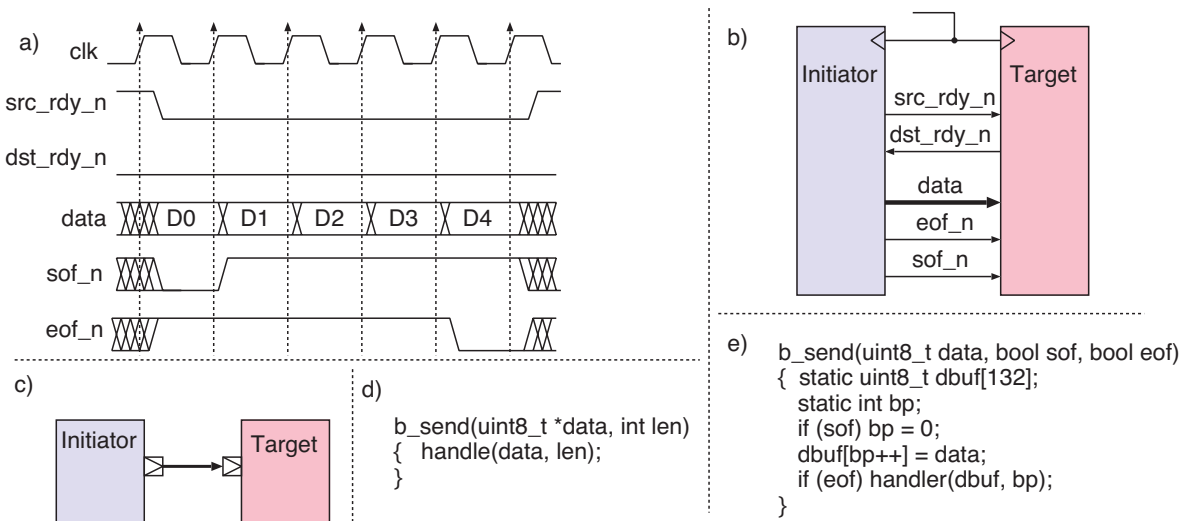 a)
clk
src_rdy_n
dst_rdy_n
data D0 D1 D2 D3 D4
sof_n
eof_n
b)
Initiator Target
src_rdy_n
dst_rdy_n
data
eof_n
sof_n
c)
Initiator Target
d)
b_send(uint8_t *data, int len)
{ handle(data, len);
}
e)
b_send(uint8_t data, bool sof, bool eof)
{ static uint8_t dbuf[132];
static int bp;
if (sof) bp = 0;
dbuf[bp++] = data;
if (eof) handler(dbuf, bp);
}